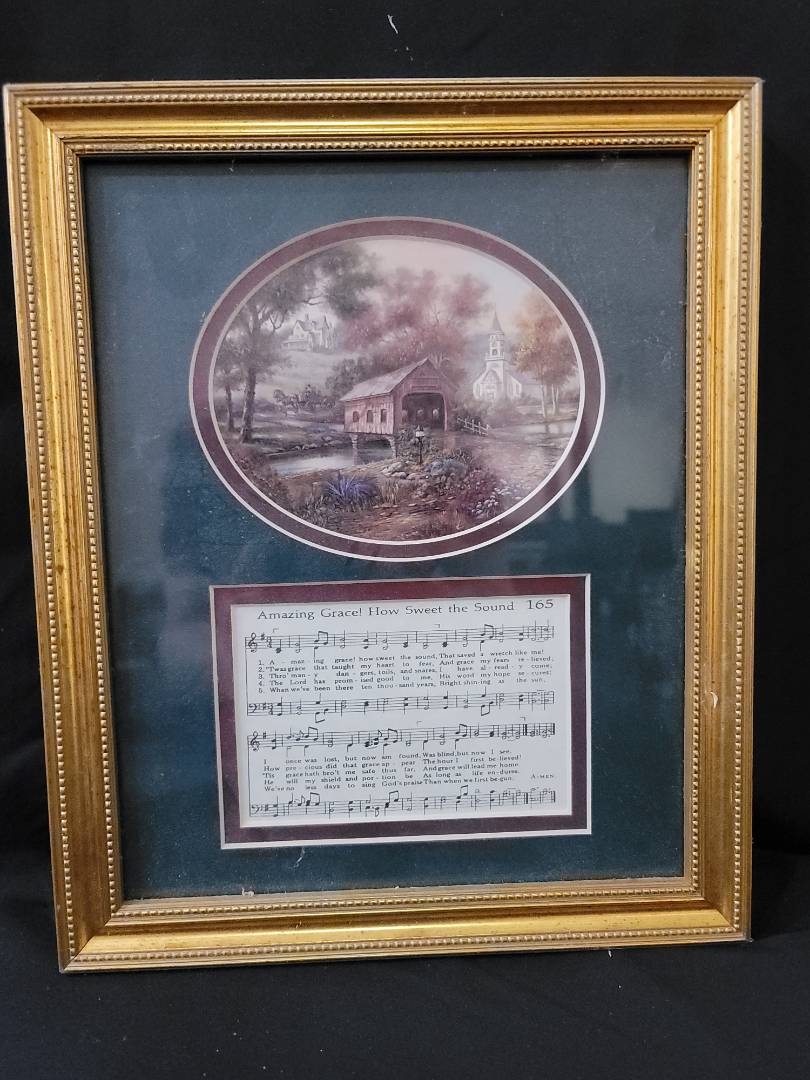 Amazing Grace! How Sweet the Sound 165
1. A - maz - ing grace! how sweet the sound, That saved a wretch like me!
2. 'Twas grace that taught my heart to fear, And grace my fears re - lieved;
3. Thro' man - y dan - gers, toils, and snares, I have al - read - y come;
4. The Lord has prom - ised good to me, His word my hope se - cures;
5. When we've been there ten thou - sand years, Bright shin - ing as the sun,
I once was lost, but now am found, Was blind, but now I see.
How pre - cious did that grace ap - pear The hour I first be - lieved!
'Tis grace hath bro't me safe thus far, And grace will lead me home.
He will my shield and por - tion be As long as life en - dures.
We've no less days to sing God's praise Than when we first be - gun. A - MEN.